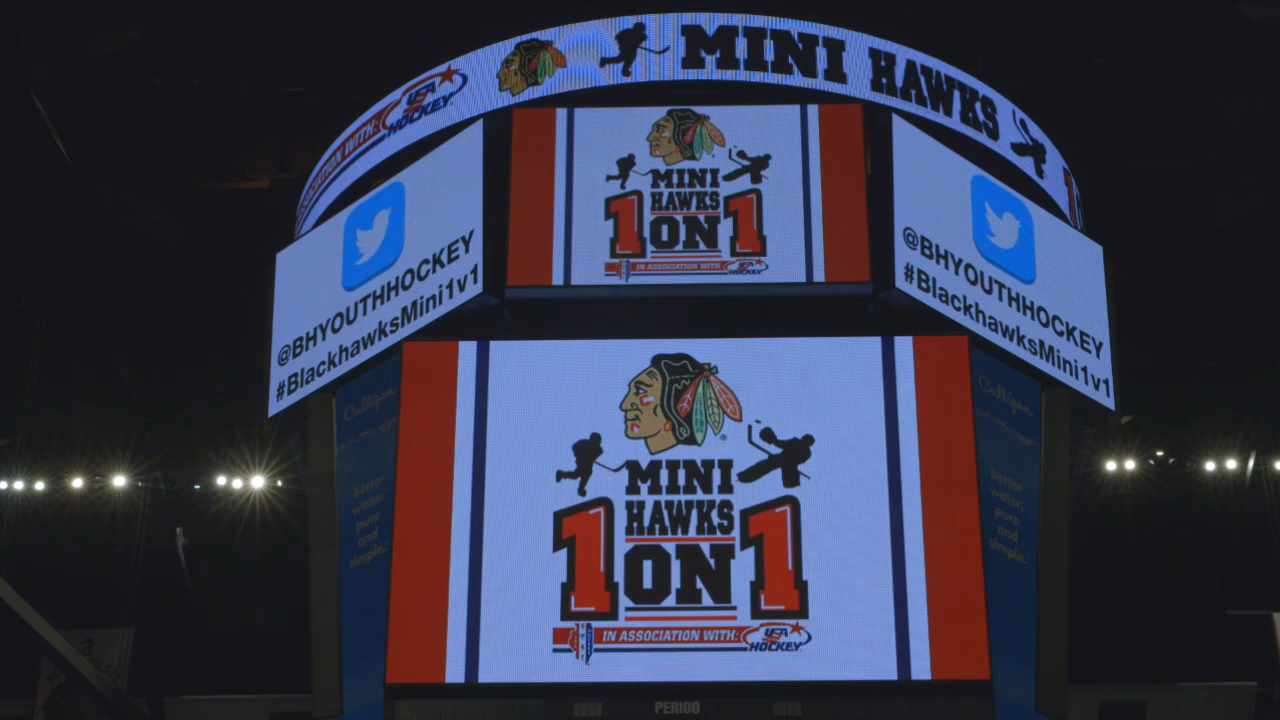 ASSOCIATION WITH: USA HOCKEY MINI HAWKS 1
MINI
HAWKS
1 ON 1
IN ASSOCIATION WITH: USA HOCKEY
@BHYOUTHHOCKEY
#BlackhawksMini1v1
@BHYOUTHHOCKEY
#BlackhawksMini1v1
MINI
HAWKS
1 ON 1
IN ASSOCIATION WITH: USA HOCKEY
Culligan
better
water.
pure
and
simple.
Culligan
better
water.
pure
and
simple.
PERIOD